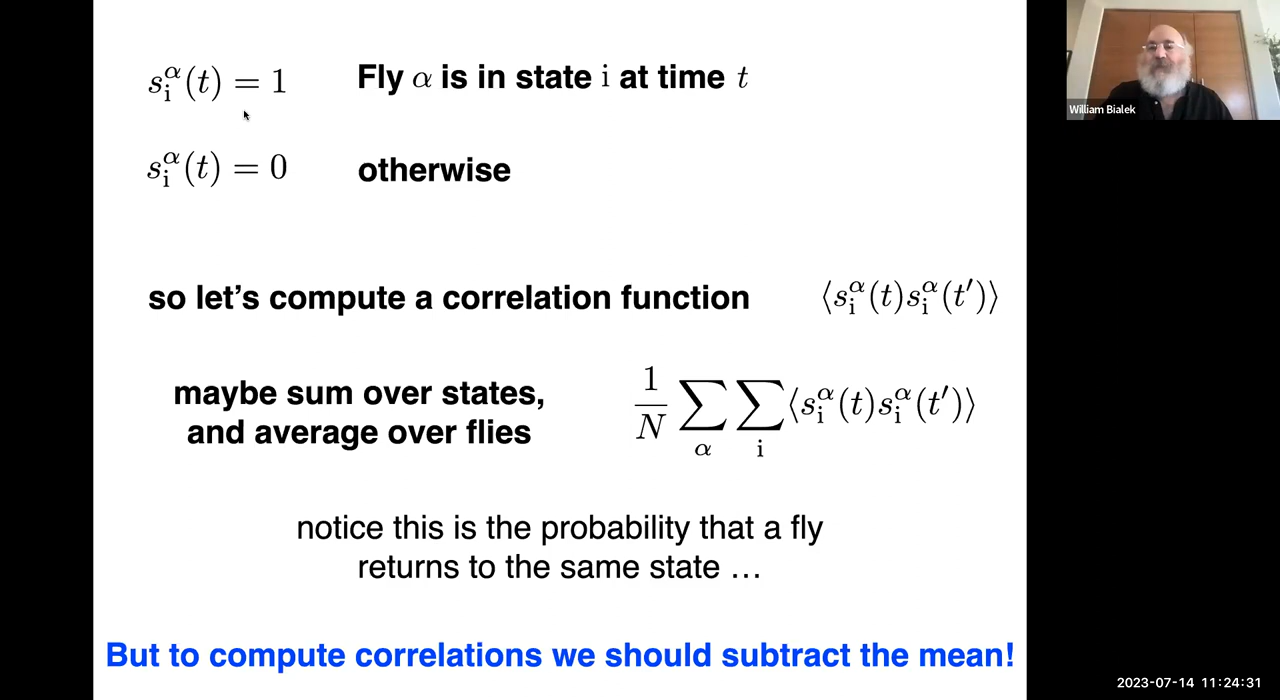 s_i^α(t) = 1 Fly α is in state i at time t
s_i^α(t) = 0 otherwise
so let's compute a correlation function ⟨s_i^α(t)s_i^α(t′)⟩
maybe sum over states,
and average over flies
1/N ∑_α ∑_i ⟨s_i^α(t)s_i^α(t′)⟩
notice this is the probability that a fly
returns to the same state …
But to compute correlations we should subtract the mean!
William Bialek
2023-07-14 11:24:31